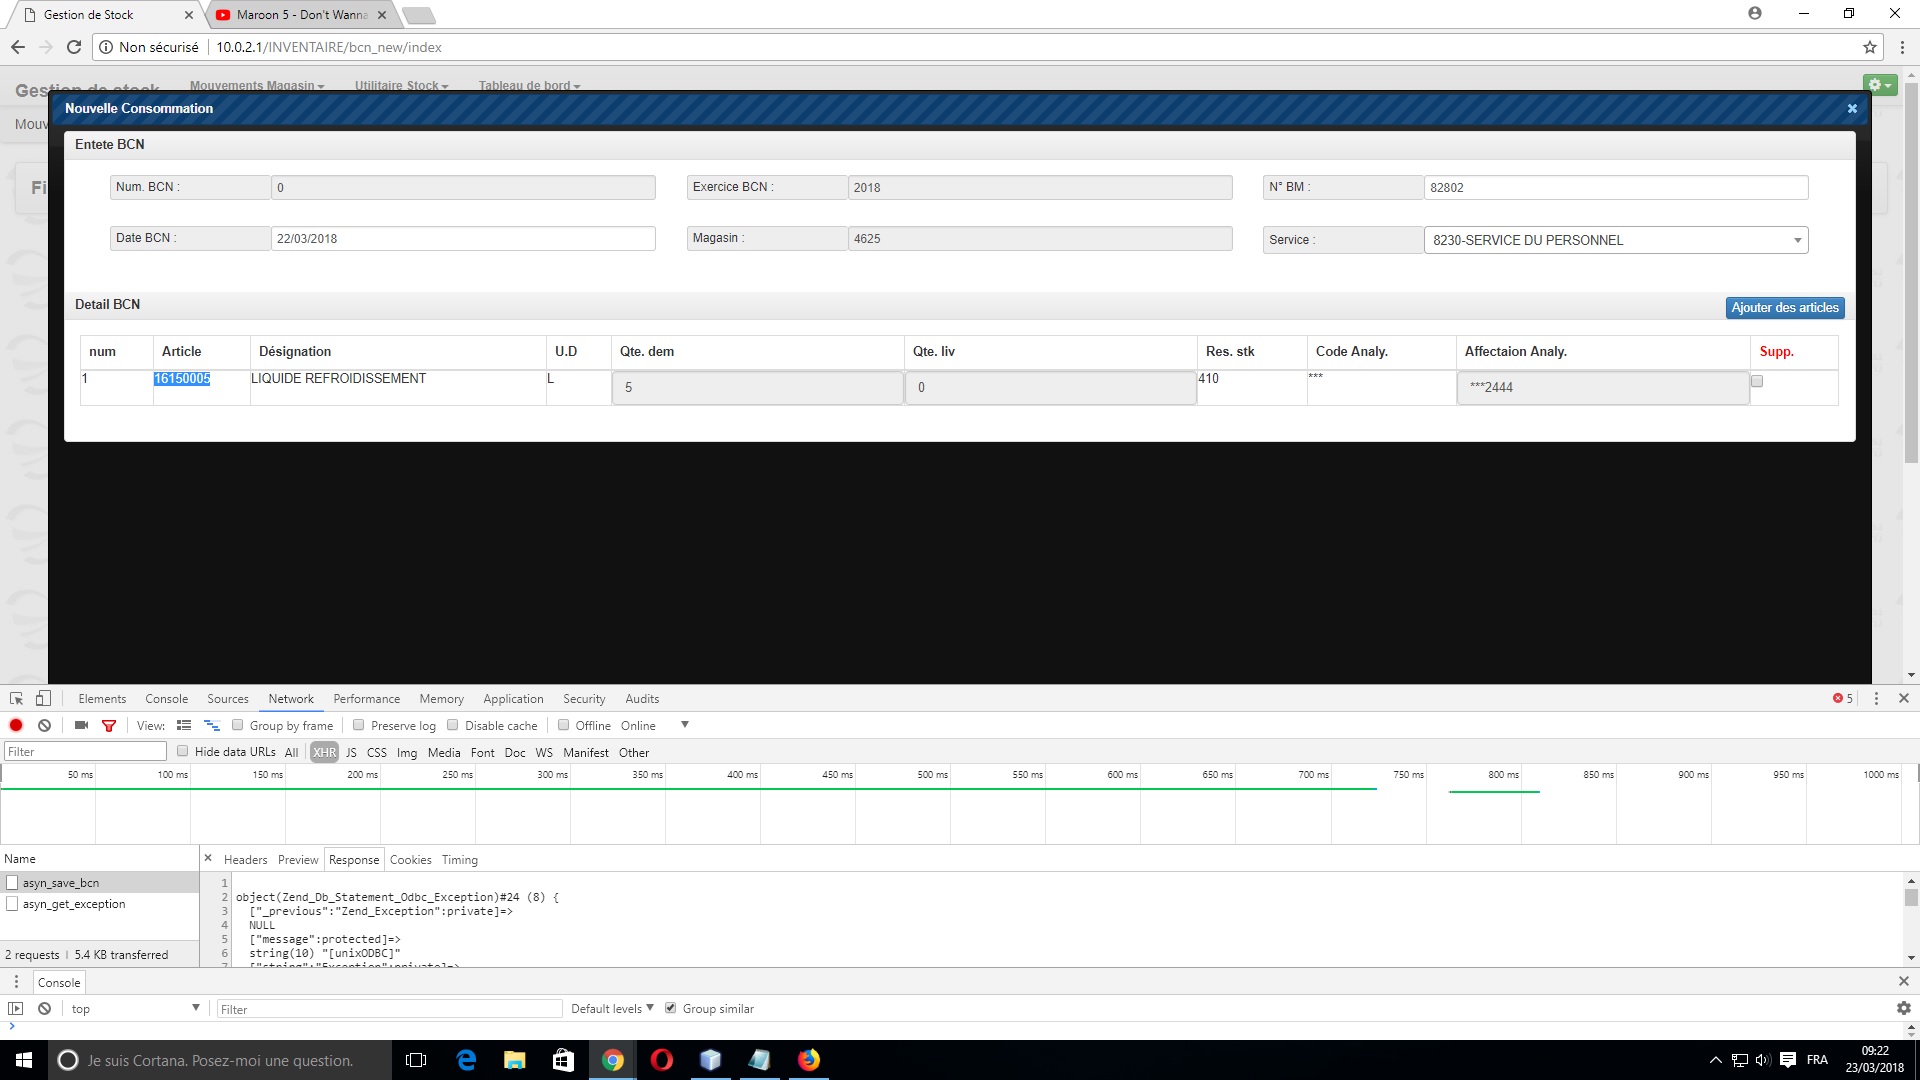 Gestion de Stock
Maroon 5 - Don't Wanna
Non sécurisé 10.0.2.1/INVENTAIRE/bcn_new/index
Gestion de stock Mouvements Magasin Utilitaire Stock Tableau de bord
Nouvelle Consommation
Mouv
Entete BCN
Fi
Num. BCN : 0 Exercice BCN : 2018 N° BM : 82802
Date BCN : 22/03/2018 Magasin : 4625 Service : 8230-SERVICE DU PERSONNEL
Detail BCN Ajouter des articles
num Article Désignation U.D Qte. dem Qte. liv Res. stk Code Analy. Affectaion Analy. Supp.
1 16150005 LIQUIDE REFROIDISSEMENT L 5 0 410 *** ***2444
Elements Console Sources Network Performance Memory Application Security Audits 5
View: Group by frame Preserve log Disable cache Offline Online
Filter Hide data URLs All XHR JS CSS Img Media Font Doc WS Manifest Other
50 ms 100 ms 150 ms 200 ms 250 ms 300 ms 350 ms 400 ms 450 ms 500 ms 550 ms 600 ms 650 ms 700 ms 750 ms 800 ms 850 ms 900 ms 950 ms 1000 ms
Name Headers Preview Response Cookies Timing
asyn_save_bcn
asyn_get_exception
1
2 object(Zend_Db_Statement_Odbc_Exception)#24 (8) {
3 ["_previous":"Zend_Exception":private]=>
4 NULL
5 ["message":protected]=>
6 string(10) "[unixODBC]"
7 ["string":"Exception":private]=>
2 requests | 5.4 KB transferred
Console
top Filter Default levels Group similar
Je suis Cortana. Posez-moi une question.
FRA
09:22
23/03/2018